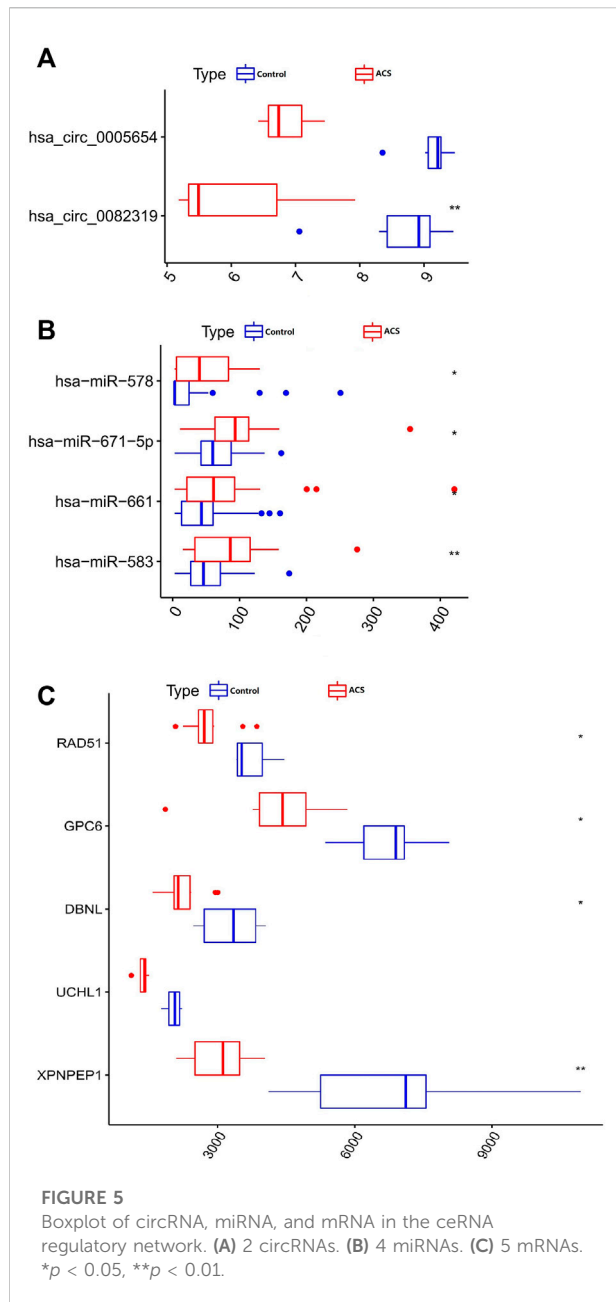 A
Type Control ACS
hsa_circ_0005654
hsa_circ_0082319
**
5 6 7 8 9
B
Type Control ACS
hsa−miR−578
*
hsa−miR−671−5p
*
hsa−miR−661
*
hsa−miR−583
**
0 100 200 300 400
C
Type Control ACS
RAD51
*
GPC6
*
DBNL
*
UCHL1
XPNPEP1
**
3000 6000 9000
FIGURE 5
Boxplot of circRNA, miRNA, and mRNA in the ceRNA
regulatory network. (A) 2 circRNAs. (B) 4 miRNAs. (C) 5 mRNAs.
*p < 0.05, **p < 0.01.